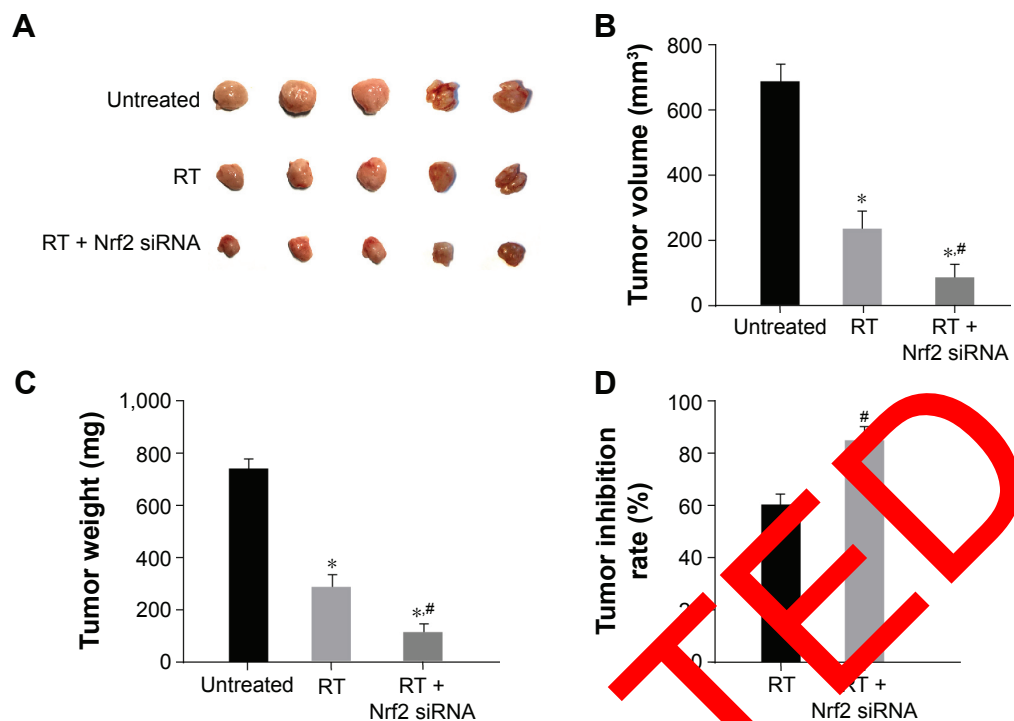 A
Untreated
RT
RT + Nrf2 siRNA
B
Tumor volume (mm³)
800
600
400
200
0
*
*,#
Untreated
RT
RT +
Nrf2 siRNA
C
Tumor weight (mg)
1,000
800
600
400
200
0
*
*,#
Untreated
RT
RT +
Nrf2 siRNA
D
Tumor inhibition
rate (%)
100
80
60
40
#
RT
RT +
Nrf2 siRNA
TED